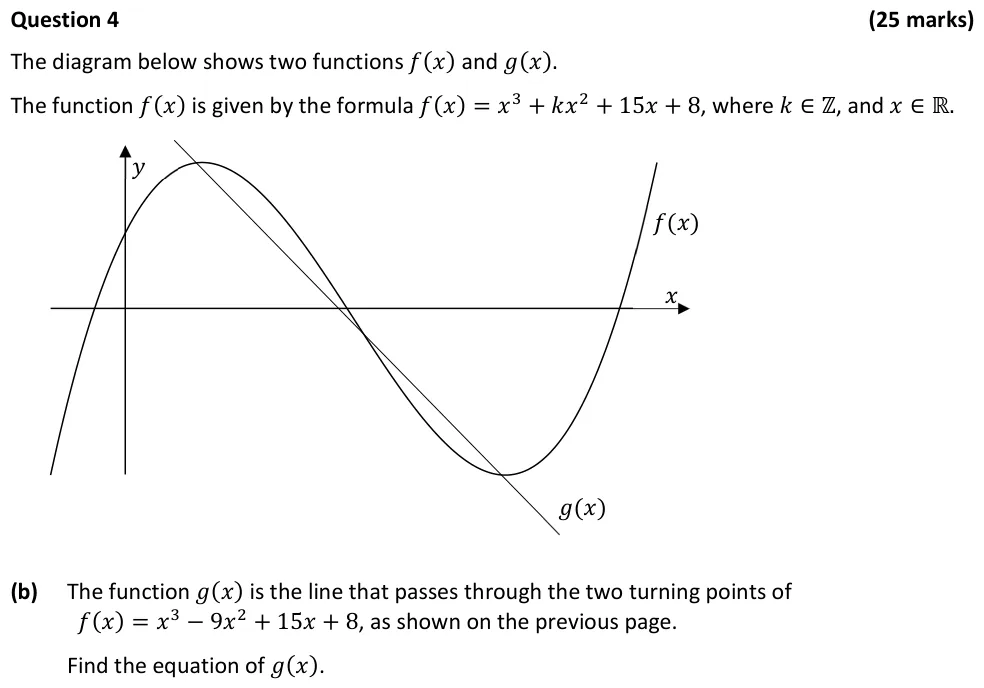 Question 4 (25 marks)
The diagram below shows two functions f(x) and g(x).
The function f(x) is given by the formula f(x) = x³ + kx² + 15x + 8, where k ∈ ℤ, and x ∈ ℝ.
y
f(x)
x
g(x)
(b) The function g(x) is the line that passes through the two turning points of
f(x) = x³ − 9x² + 15x + 8, as shown on the previous page.
Find the equation of g(x).